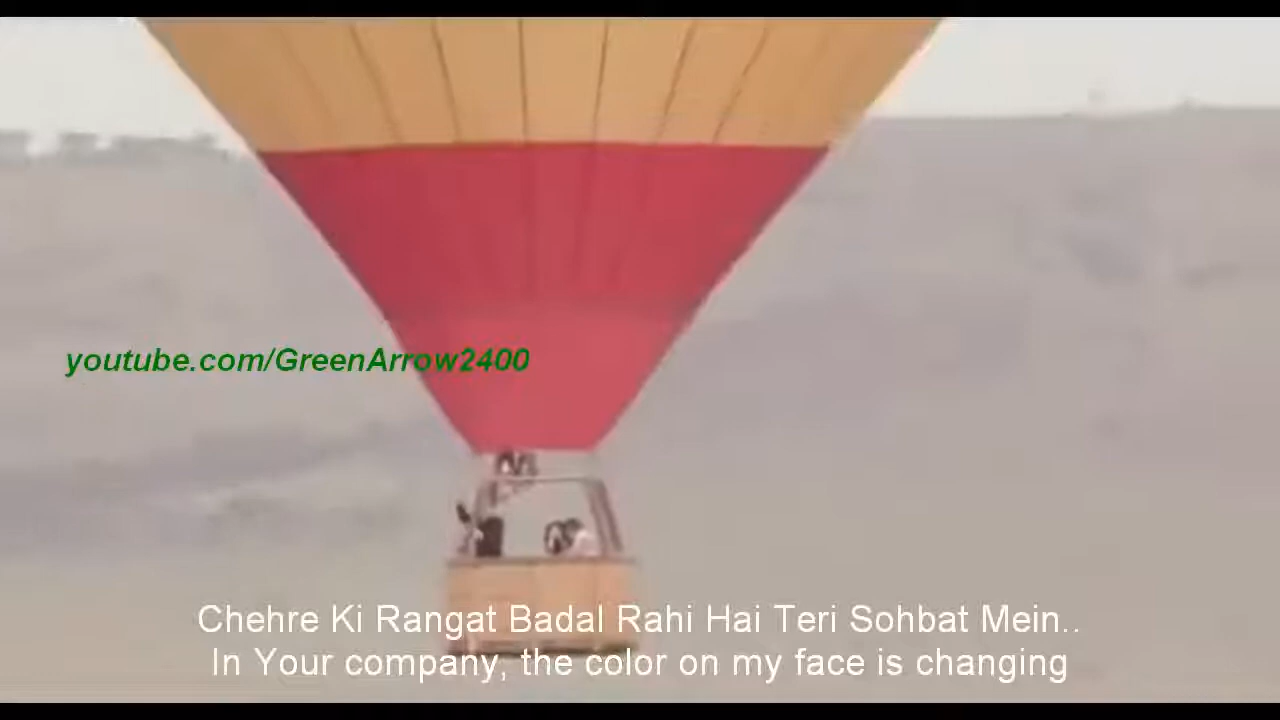 youtube.com/GreenArrow2400
Chehre Ki Rangat Badal Rahi Hai Teri Sohbat Mein..
In Your company, the color on my face is changing